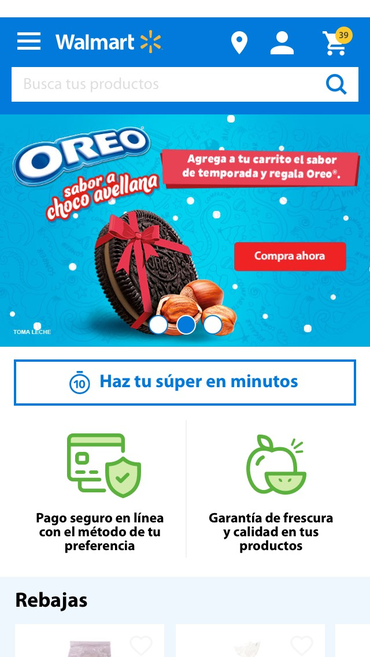 Walmart
39
Busca tus productos
OREO
sabor a
choco avellana
Agrega a tu carrito el sabor
de temporada y regala Oreo®.
Compra ahora
TOMA LECHE
10 Haz tu súper en minutos
Pago seguro en línea
con el método de tu
preferencia
Garantía de frescura
y calidad en tus
productos
Rebajas